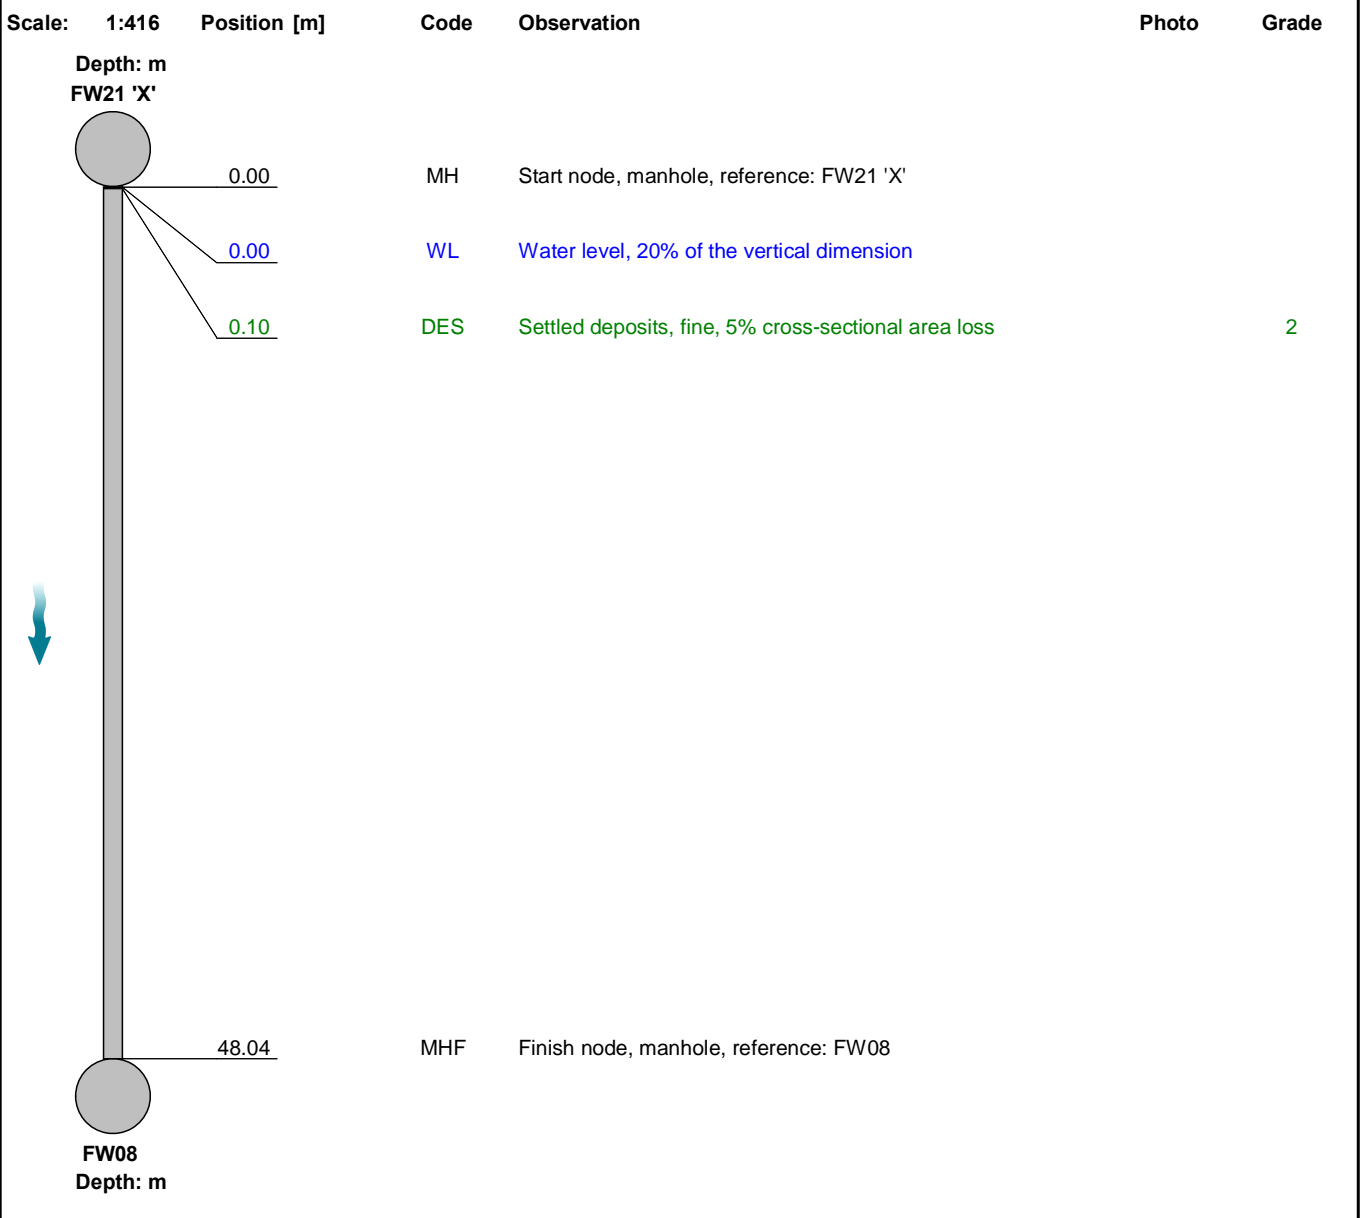 Scale: 1:416 Position [m] Code Observation Photo Grade
Depth: m
FW21 'X'
0.00 MH Start node, manhole, reference: FW21 'X'
0.00 WL Water level, 20% of the vertical dimension
0.10 DES Settled deposits, fine, 5% cross-sectional area loss 2
48.04 MHF Finish node, manhole, reference: FW08
FW08
Depth: m